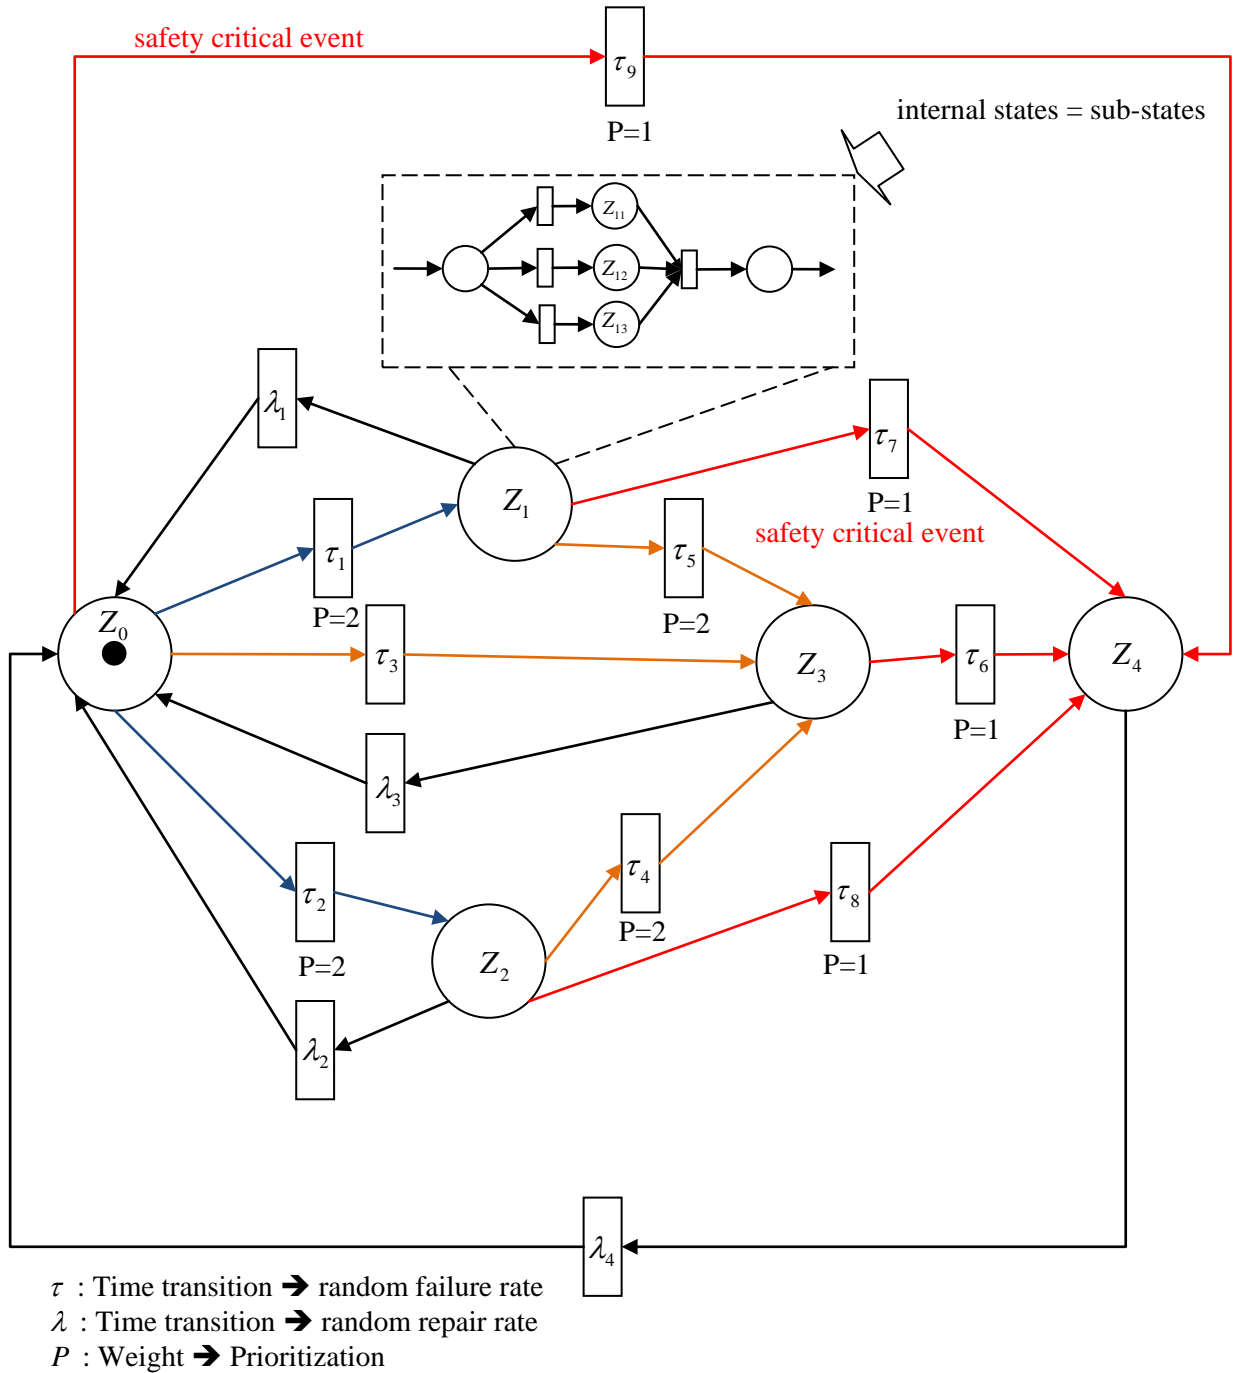 safety critical event
τ9
P=1
internal states = sub-states
Z11
Z12
Z13
λ1
τ7
P=1
Z1
safety critical event
τ1
P=2
τ5
P=2
Z0
τ3
Z3
τ6
P=1
Z4
λ3
τ4
P=2
τ8
P=1
τ2
P=2
Z2
λ2
λ4
τ : Time transition ➔ random failure rate
λ : Time transition ➔ random repair rate
P : Weight ➔ Prioritization